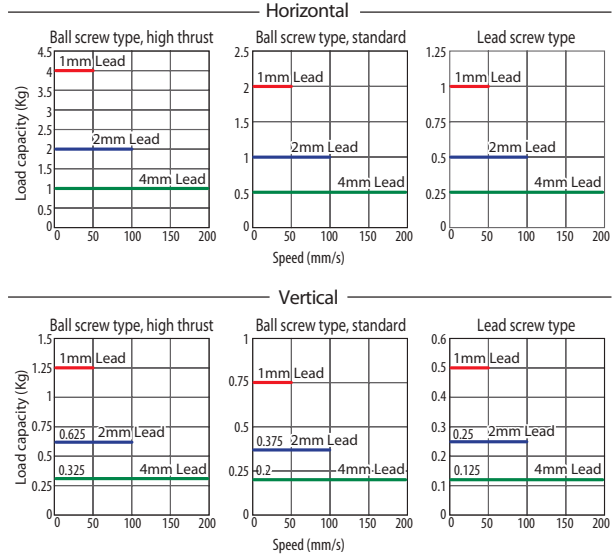 Horizontal
Ball screw type, high thrust
Ball screw type, standard
Lead screw type
Load capacity (Kg)
4.5
4
3.5
3
2.5
2
1.5
1
0.5
0
1mm Lead
2mm Lead
4mm Lead
0 50 100 150 200
2.5
2
1.5
1
0.5
0
1mm Lead
2mm Lead
4mm Lead
0 50 100 150 200
Speed (mm/s)
1.25
1
0.75
0.5
0.25
0
1mm Lead
2mm Lead
4mm Lead
0 50 100 150 200
Vertical
Ball screw type, high thrust
Ball screw type, standard
Lead screw type
Load capacity (Kg)
1.5
1.25
1
0.75
0.5
0.25
0
1mm Lead
0.625 2mm Lead
0.325 4mm Lead
0 50 100 150 200
1
0.75
0.5
0.25
0
1mm Lead
0.375 2mm Lead
0.2 4mm Lead
0 50 100 150 200
Speed (mm/s)
0.6
0.5
0.4
0.3
0.2
0.1
0
1mm Lead
0.25 2mm Lead
0.125 4mm Lead
0 50 100 150 200